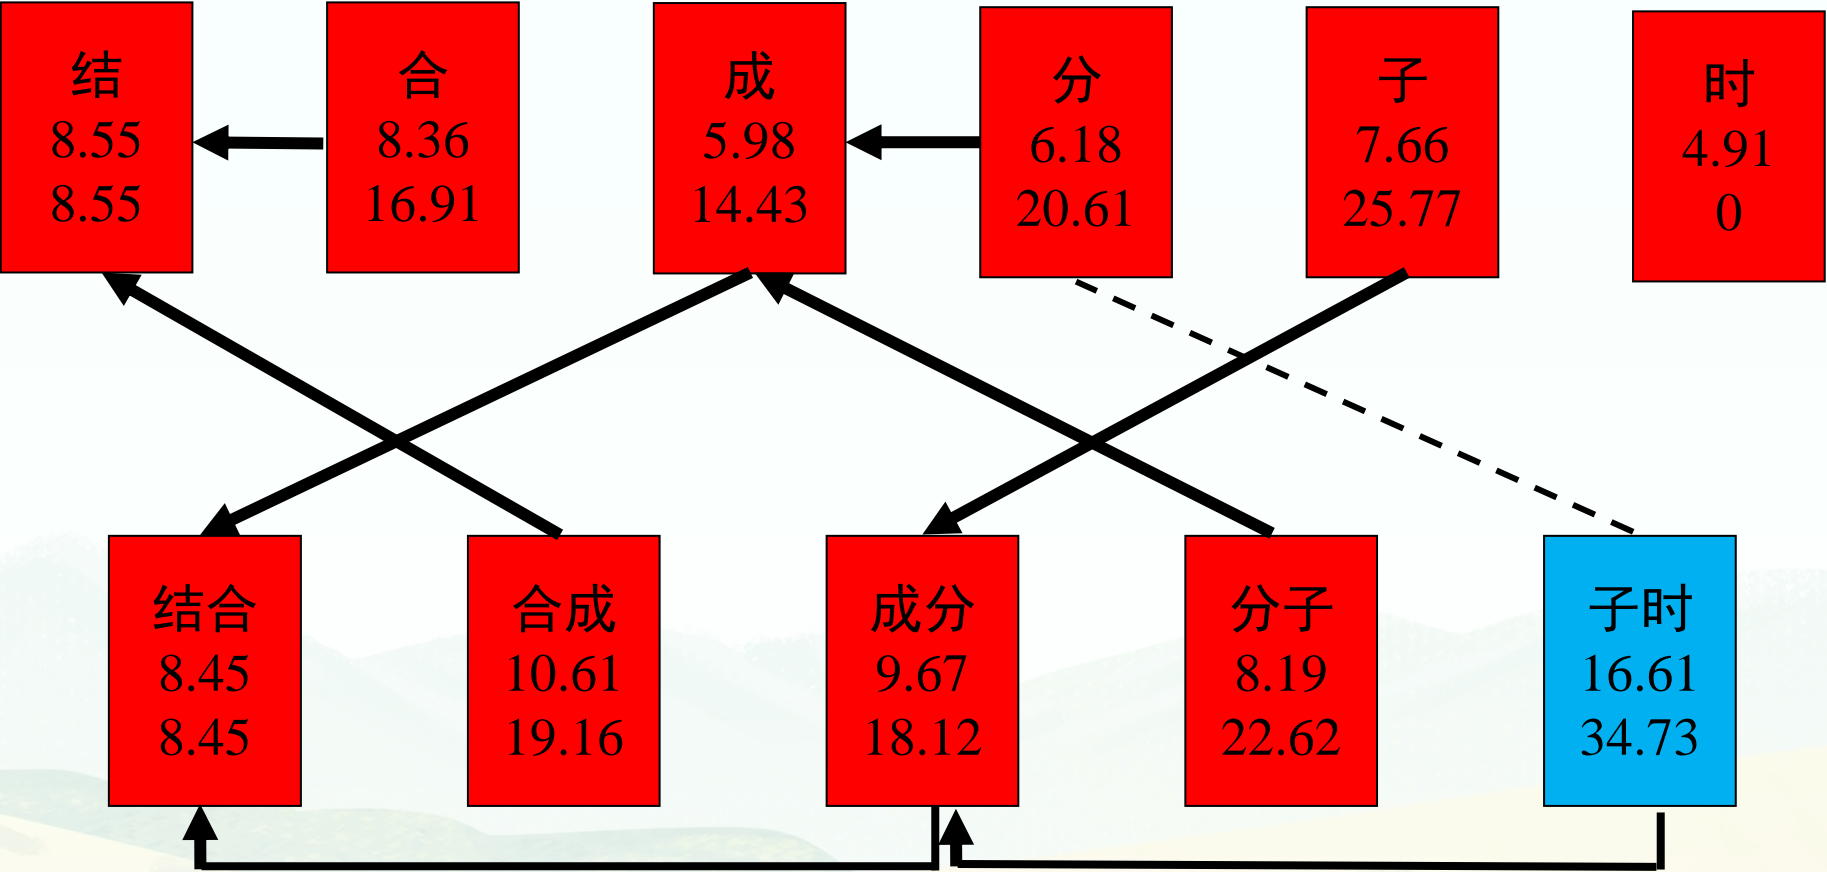 结
8.55
8.55
合
8.36
16.91
成
5.98
14.43
分
6.18
20.61
子
7.66
25.77
时
4.91
0
结合
8.45
8.45
合成
10.61
19.16
成分
9.67
18.12
分子
8.19
22.62
子时
16.61
34.73